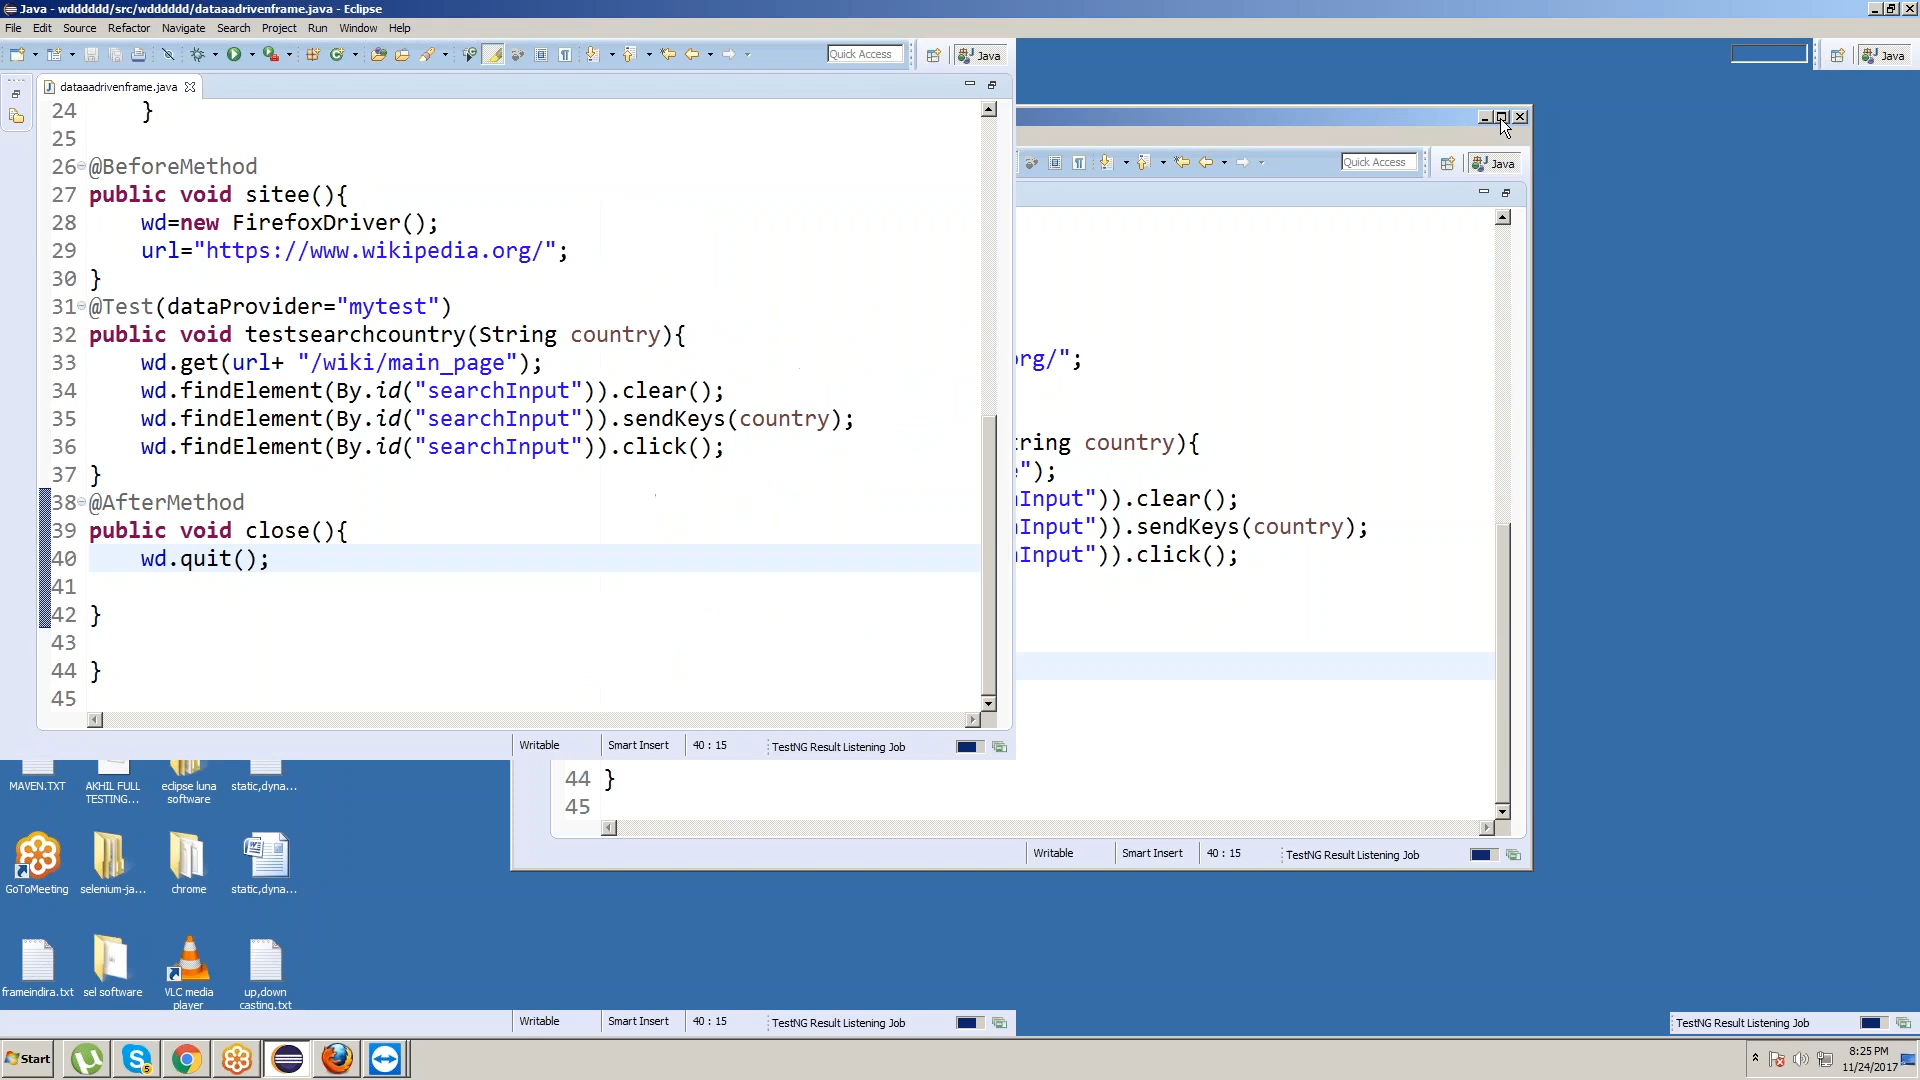 Java - wdddddd/src/wdddddd/dataaadrivenframe.java - Eclipse
File Edit Source Refactor Navigate Search Project Run Window Help
Quick Access
Java
Java
dataaadrivenframe.java
24 }
25
26 @BeforeMethod
27 public void sitee(){
28 wd=new FirefoxDriver();
29 url="https://www.wikipedia.org/";
30 }
31 @Test(dataProvider="mytest")
32 public void testsearchcountry(String country){
33 wd.get(url+ "/wiki/main_page");
34 wd.findElement(By.id("searchInput")).clear();
35 wd.findElement(By.id("searchInput")).sendKeys(country);
36 wd.findElement(By.id("searchInput")).click();
37 }
38 @AfterMethod
39 public void close(){
40 wd.quit();
41
42 }
43
44 }
45
Writable
Smart Insert
40 : 15
TestNG Result Listening Job
Quick Access
Java
org/";
tring country){
e");
hInput")).clear();
hInput")).sendKeys(country);
hInput")).click();
44 }
45
Writable
Smart Insert
40 : 15
TestNG Result Listening Job
MAVEN.TXT
AKHIL FULL
TESTING...
eclipse luna
software
static,dyna...
GoToMeeting
selenium-ja...
chrome
static,dyna...
frameindira.txt
sel software
VLC media
player
up,down
casting.txt
Writable
Smart Insert
40 : 15
TestNG Result Listening Job
TestNG Result Listening Job
Start
5
8:25 PM
11/24/2017